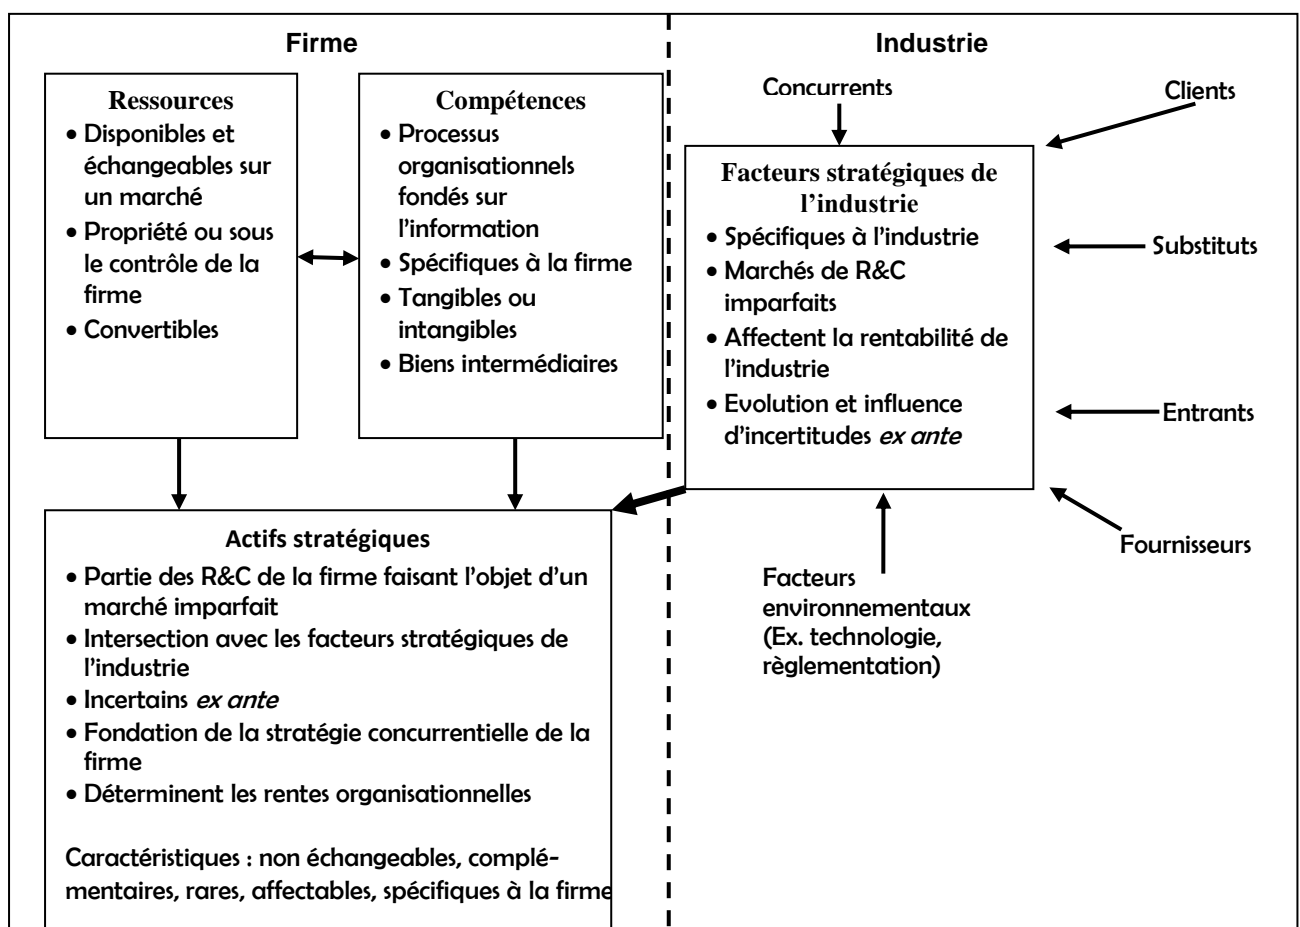 Firme
Ressources
• Disponibles et
échangeables sur
un marché
• Propriété ou sous
le contrôle de la
firme
• Convertibles
Compétences
• Processus
organisationnels
fondés sur
l'information
• Spécifiques à la firme
• Tangibles ou
intangibles
• Biens intermédiaires
Actifs stratégiques
• Partie des R&C de la firme faisant l'objet d'un
marché imparfait
• Intersection avec les facteurs stratégiques de
l'industrie
• Incertains ex ante
• Fondation de la stratégie concurrentielle de la
firme
• Déterminent les rentes organisationnelles
Caractéristiques : non échangeables, complé-
mentaires, rares, affectables, spécifiques à la firme
Industrie
Concurrents
Clients
Facteurs stratégiques de
l'industrie
• Spécifiques à l'industrie
• Marchés de R&C
imparfaits
• Affectent la rentabilité de
l'industrie
• Evolution et influence
d'incertitudes ex ante
Substituts
Entrants
Fournisseurs
Facteurs
environnementaux
(Ex. technologie,
règlementation)